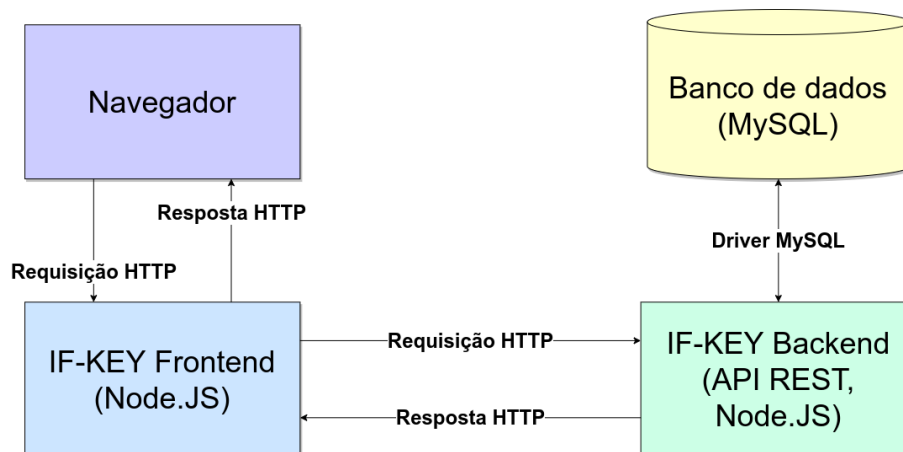 Navegador
Banco de dados
(MySQL)
Resposta HTTP
Driver MySQL
Requisição HTTP
IF-KEY Frontend
(Node.JS)
Requisição HTTP
Resposta HTTP
IF-KEY Backend
(API REST,
Node.JS)